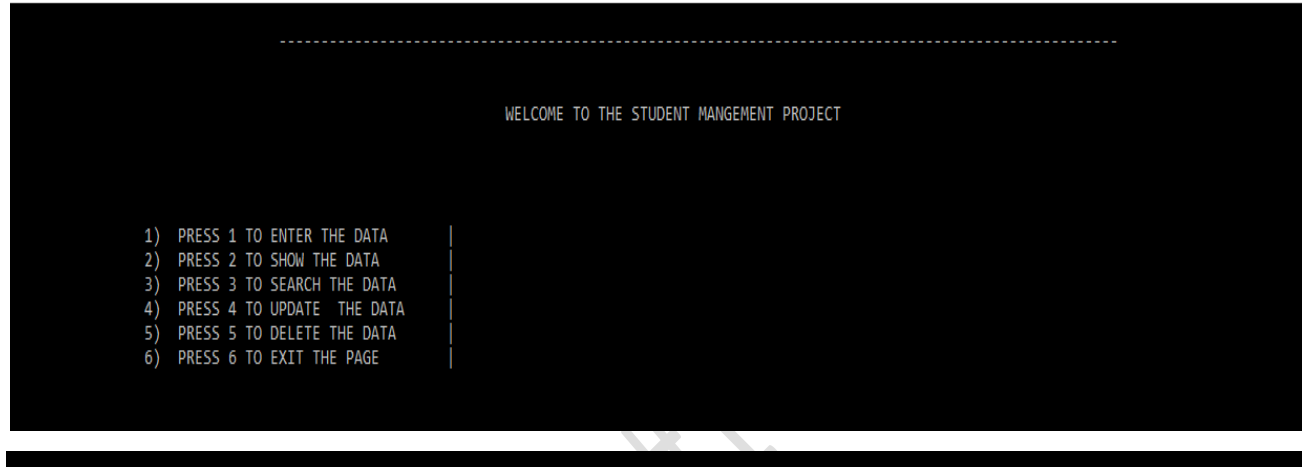 WELCOME TO THE STUDENT MANGEMENT PROJECT
1) PRESS 1 TO ENTER THE DATA |
2) PRESS 2 TO SHOW THE DATA |
3) PRESS 3 TO SEARCH THE DATA |
4) PRESS 4 TO UPDATE  THE DATA |
5) PRESS 5 TO DELETE THE DATA |
6) PRESS 6 TO EXIT THE PAGE |